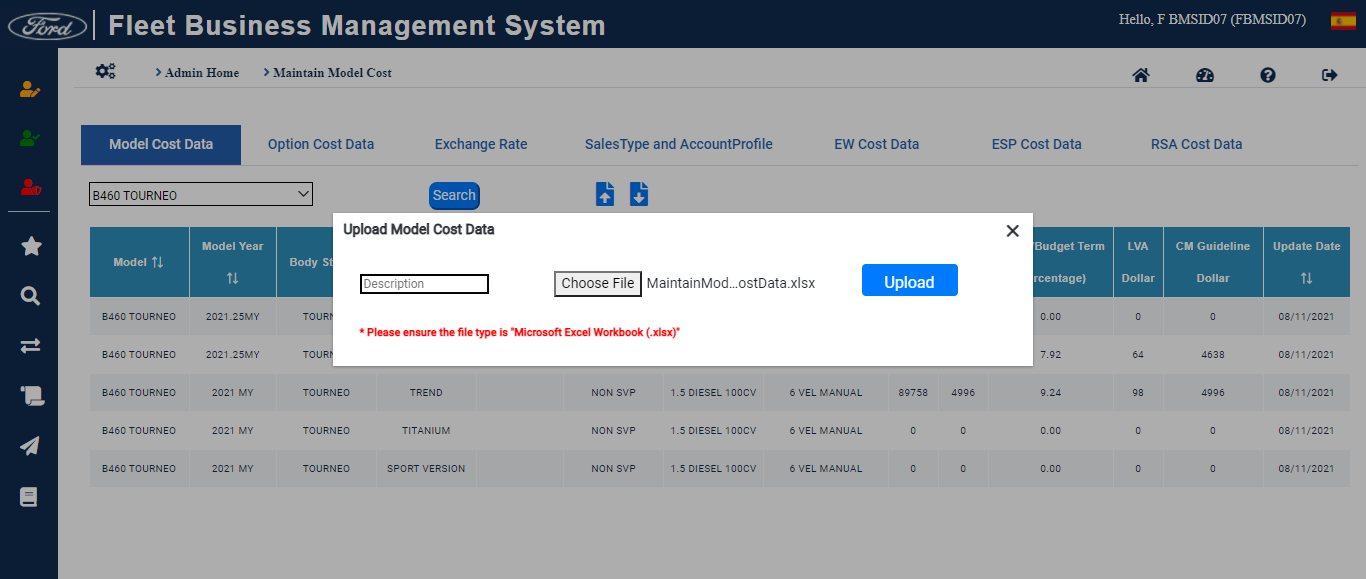 Ford
Fleet Business Management System
Hello, F BMSID07 (FBMSID07)
Admin Home
Maintain Model Cost
Model Cost Data
Option Cost Data
Exchange Rate
SalesType and AccountProfile
EW Cost Data
ESP Cost Data
RSA Cost Data
B460 TOURNEO
Search
Upload Model Cost Data
Description
Choose File MaintainMod...ostData.xlsx
Upload
* Please ensure the file type is "Microsoft Excel Workbook (.xlsx)"
Model Model Year Body St /Budget Term rcentage) LVA Dollar CM Guideline Dollar Update Date
B460 TOURNEO 2021.25MY TOURN 0.00 0 0 08/11/2021
B460 TOURNEO 2021.25MY TOURN 7.92 64 4638 08/11/2021
B460 TOURNEO 2021 MY TOURNEO TREND NON SVP 1.5 DIESEL 100CV 6 VEL MANUAL 89758 4996 9.24 98 4996 08/11/2021
B460 TOURNEO 2021 MY TOURNEO TITANIUM NON SVP 1.5 DIESEL 100CV 6 VEL MANUAL 0 0 0.00 0 0 08/11/2021
B460 TOURNEO 2021 MY TOURNEO SPORT VERSION NON SVP 1.5 DIESEL 100CV 6 VEL MANUAL 0 0 0.00 0 0 08/11/2021